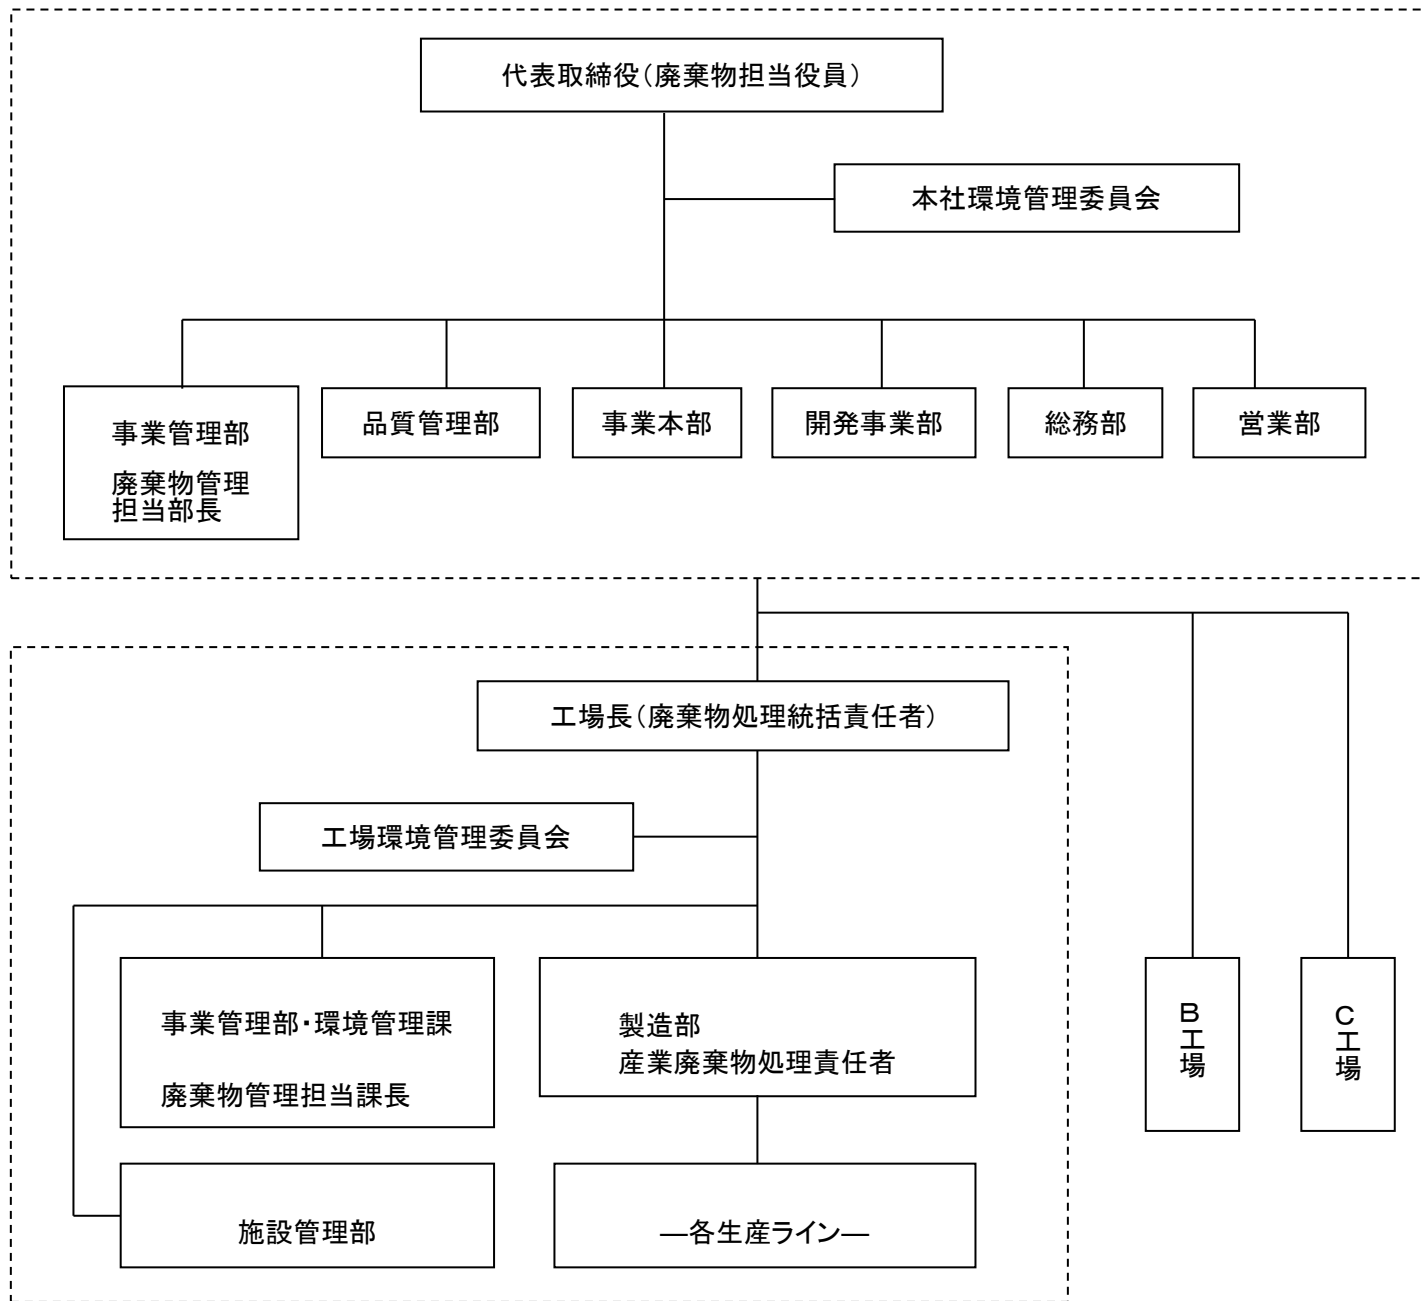 代表取締役（廃棄物担当役員）
本社環境管理委員会
事業管理部
廃棄物管理
担当部長
品質管理部
事業本部
開発事業部
総務部
営業部
工場長（廃棄物処理統括責任者）
工場環境管理委員会
事業管理部・環境管理課
廃棄物管理担当課長
製造部
産業廃棄物処理責任者
Ｂ工場
Ｃ工場
施設管理部
―各生産ライン―